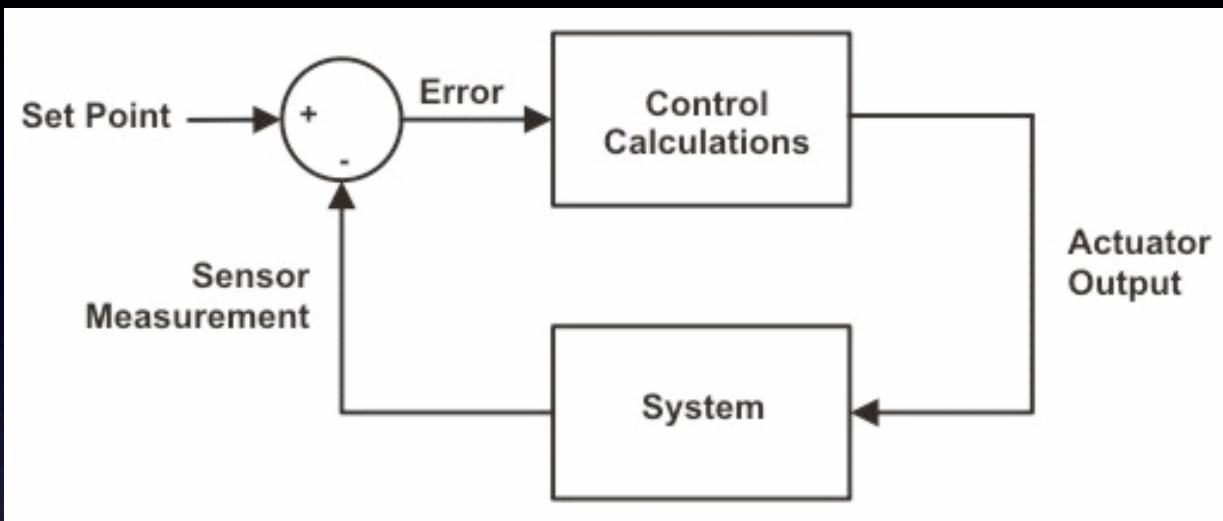 Set Point
+
-
Error
Control
Calculations
Actuator
Output
System
Sensor
Measurement